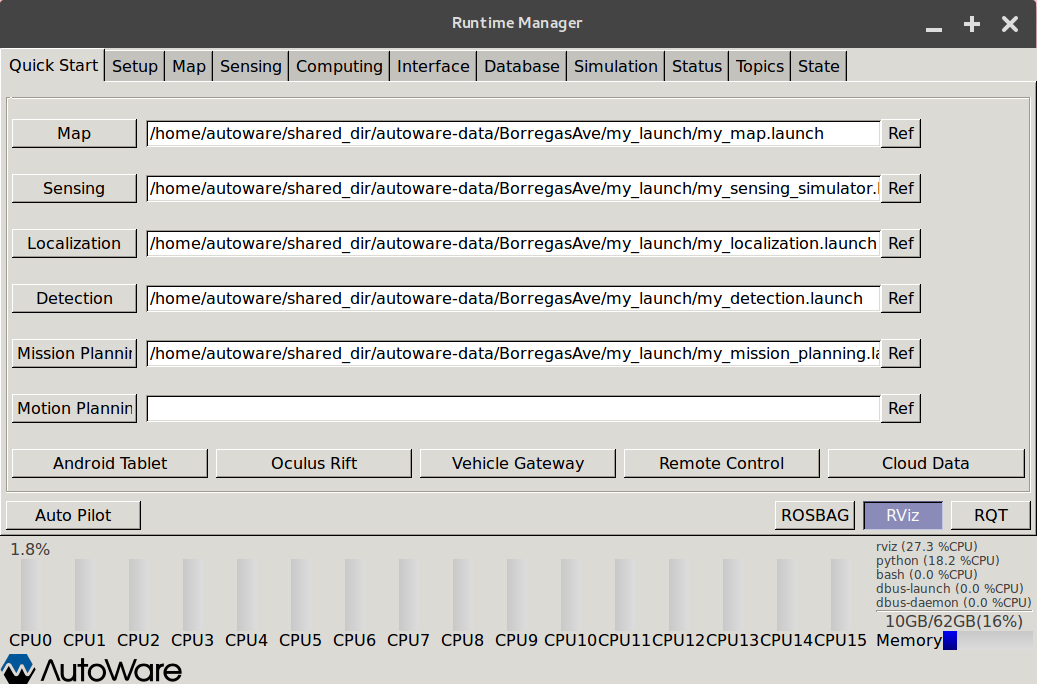 Runtime Manager
Quick Start Setup Map Sensing Computing Interface Database Simulation Status Topics State
Map /home/autoware/shared_dir/autoware-data/BorregasAve/my_launch/my_map.launch Ref
Sensing /home/autoware/shared_dir/autoware-data/BorregasAve/my_launch/my_sensing_simulator.l Ref
Localization /home/autoware/shared_dir/autoware-data/BorregasAve/my_launch/my_localization.launch Ref
Detection /home/autoware/shared_dir/autoware-data/BorregasAve/my_launch/my_detection.launch Ref
Mission Plannin /home/autoware/shared_dir/autoware-data/BorregasAve/my_launch/my_mission_planning.la Ref
Motion Plannin Ref
Android Tablet Oculus Rift Vehicle Gateway Remote Control Cloud Data
Auto Pilot ROSBAG RViz RQT
1.8%
rviz (27.3 %CPU)
python (18.2 %CPU)
bash (0.0 %CPU)
dbus-launch (0.0 %CPU)
dbus-daemon (0.0 %CPU)
10GB/62GB(16%)
CPU0 CPU1 CPU2 CPU3 CPU4 CPU5 CPU6 CPU7 CPU8 CPU9 CPU10 CPU11 CPU12 CPU13 CPU14 CPU15 Memory
AutoWare